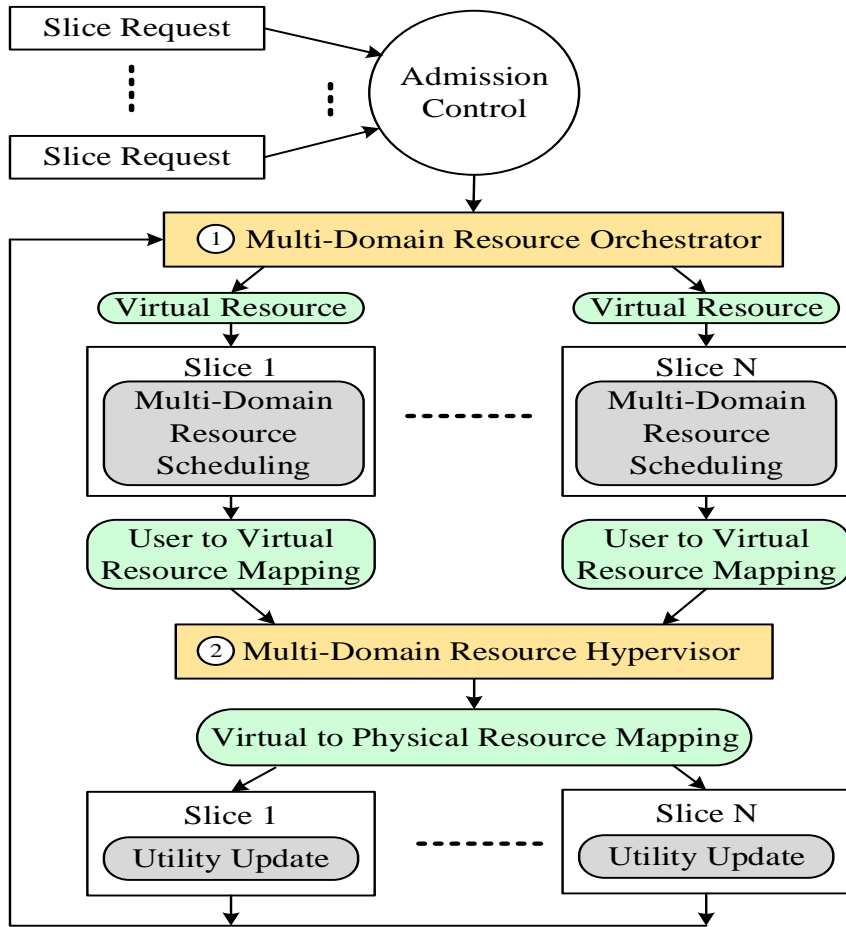 Slice Request
Slice Request
Admission
Control
1 Multi-Domain Resource Orchestrator
Virtual Resource
Virtual Resource
Slice 1
Multi-Domain
Resource
Scheduling
Slice N
Multi-Domain
Resource
Scheduling
User to Virtual
Resource Mapping
User to Virtual
Resource Mapping
2 Multi-Domain Resource Hypervisor
Virtual to Physical Resource Mapping
Slice 1
Utility Update
Slice N
Utility Update